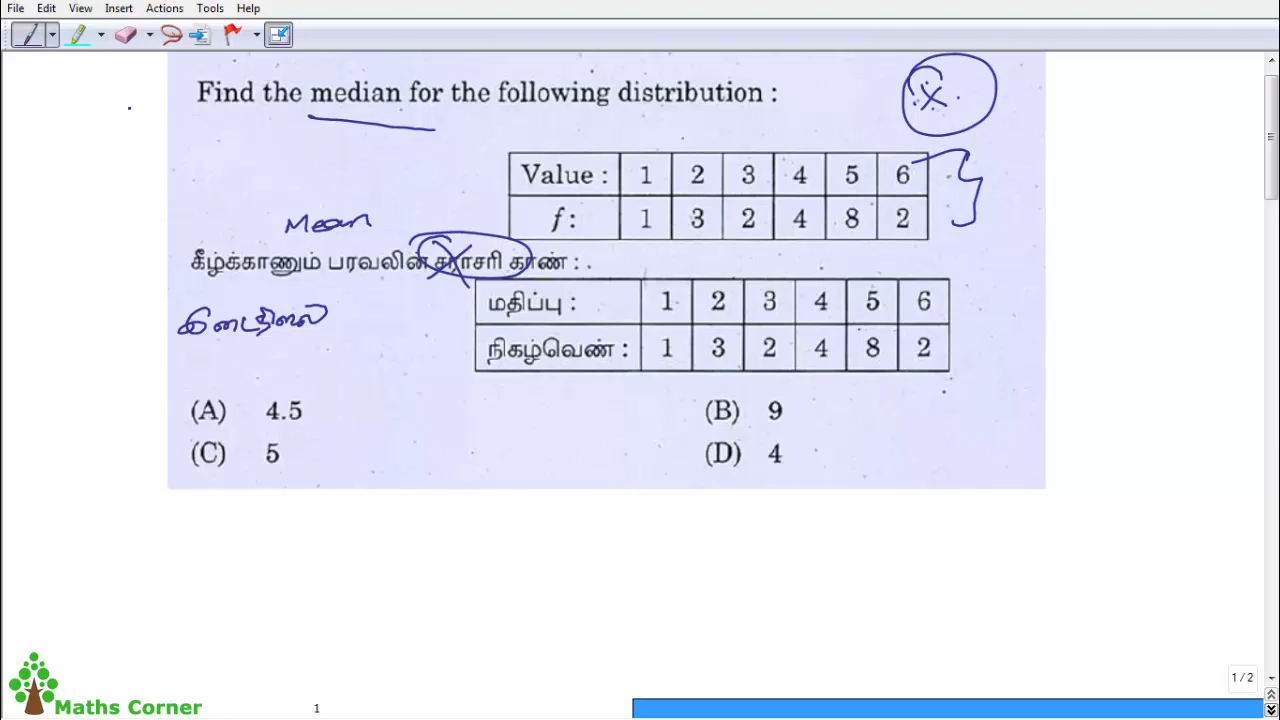 File Edit View Insert Actions Tools Help
Find the median for the following distribution :
Value : 1 2 3 4 5 6
f : 1 3 2 4 8 2
Mean
கீழ்க்காணும் பரவலின் சராசரி காண் :
இடைநிலை
மதிப்பு : 1 2 3 4 5 6
நிகழ்வெண் : 1 3 2 4 8 2
(A) 4.5 (B) 9
(C) 5 (D) 4
1 / 2
Maths Corner 1